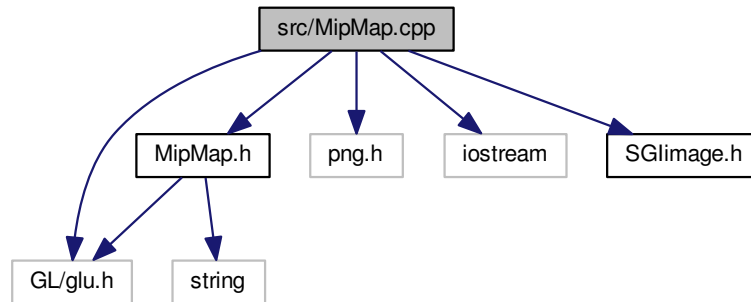 src/MipMap.cpp
MipMap.h
png.h
iostream
SGIimage.h
GL/glu.h
string